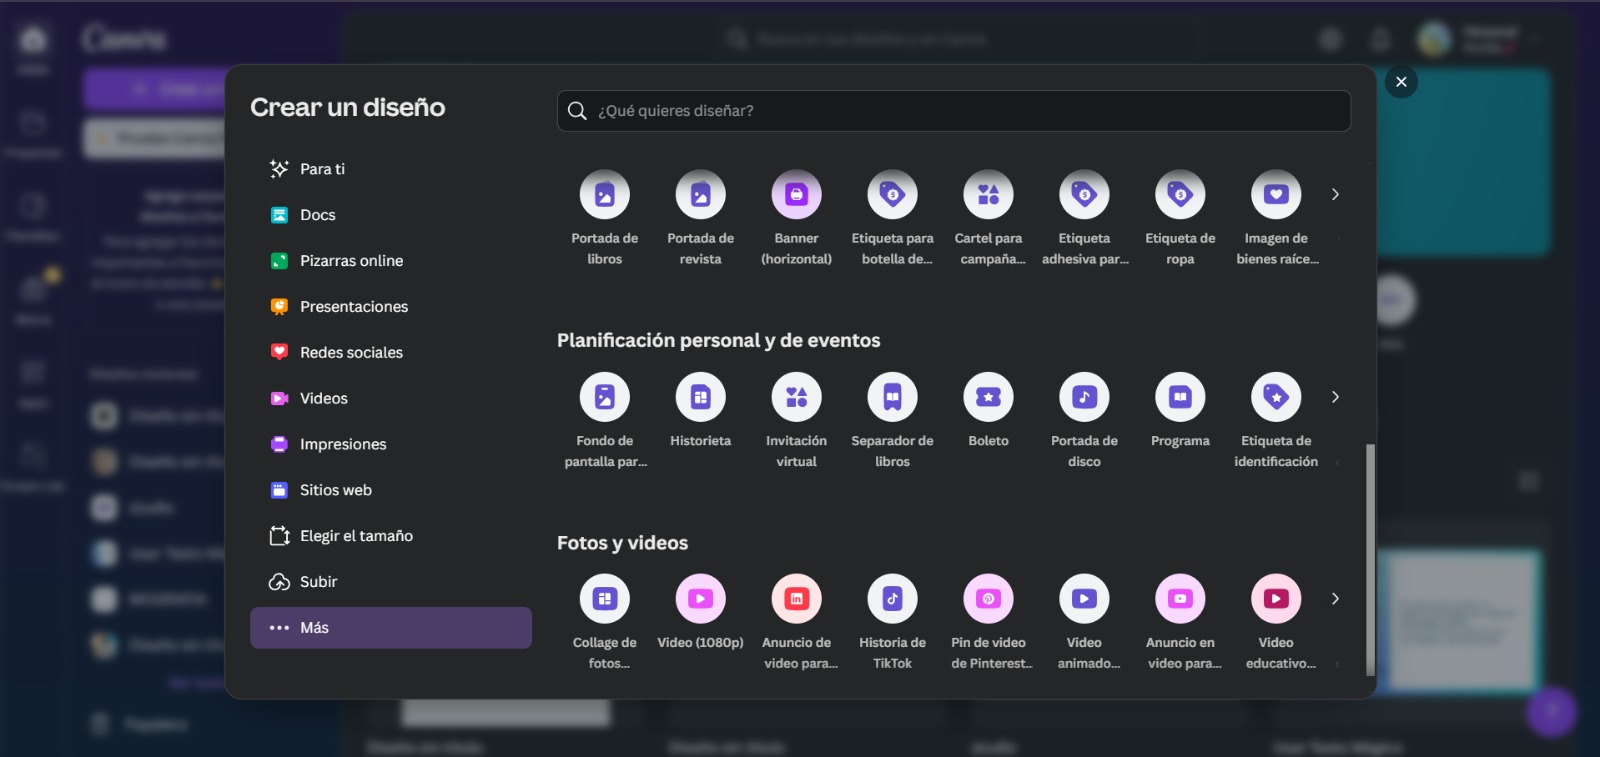 Canva
Crear un diseño
¿Qué quieres diseñar?
Para ti
Docs
Pizarras online
Presentaciones
Redes sociales
Videos
Impresiones
Sitios web
Elegir el tamaño
Subir
Más
Portada de
libros
Portada de
revista
Banner
(horizontal)
Etiqueta para
botella de...
Cartel para
campaña...
Etiqueta
adhesiva par...
Etiqueta de
ropa
Imagen de
bienes raíce...
Planificación personal y de eventos
Fondo de
pantalla par...
Historieta
Invitación
virtual
Separador de
libros
Boleto
Portada de
disco
Programa
Etiqueta de
identificación
Fotos y videos
Collage de
fotos...
Video (1080p)
Anuncio de
video para...
Historia de
TikTok
Pin de video
de Pinterest...
Video
animado...
Anuncio en
video para...
Video
educativo...